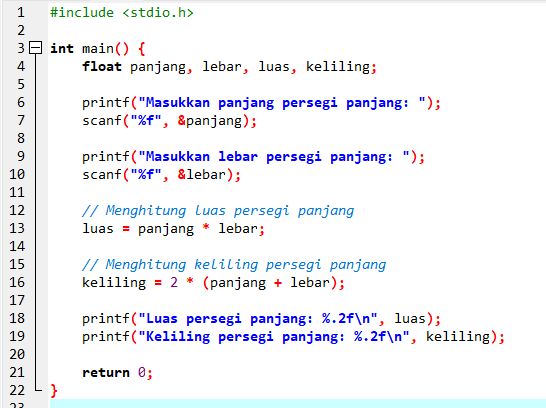 1 #include <stdio.h>
2
3 int main() {
4 float panjang, lebar, luas, keliling;
5
6 printf("Masukkan panjang persegi panjang: ");
7 scanf("%f", &panjang);
8
9 printf("Masukkan lebar persegi panjang: ");
10 scanf("%f", &lebar);
11
12 // Menghitung luas persegi panjang
13 luas = panjang * lebar;
14
15 // Menghitung keliling persegi panjang
16 keliling = 2 * (panjang + lebar);
17
18 printf("Luas persegi panjang: %.2f\n", luas);
19 printf("Keliling persegi panjang: %.2f\n", keliling);
20
21 return 0;
22 }
23